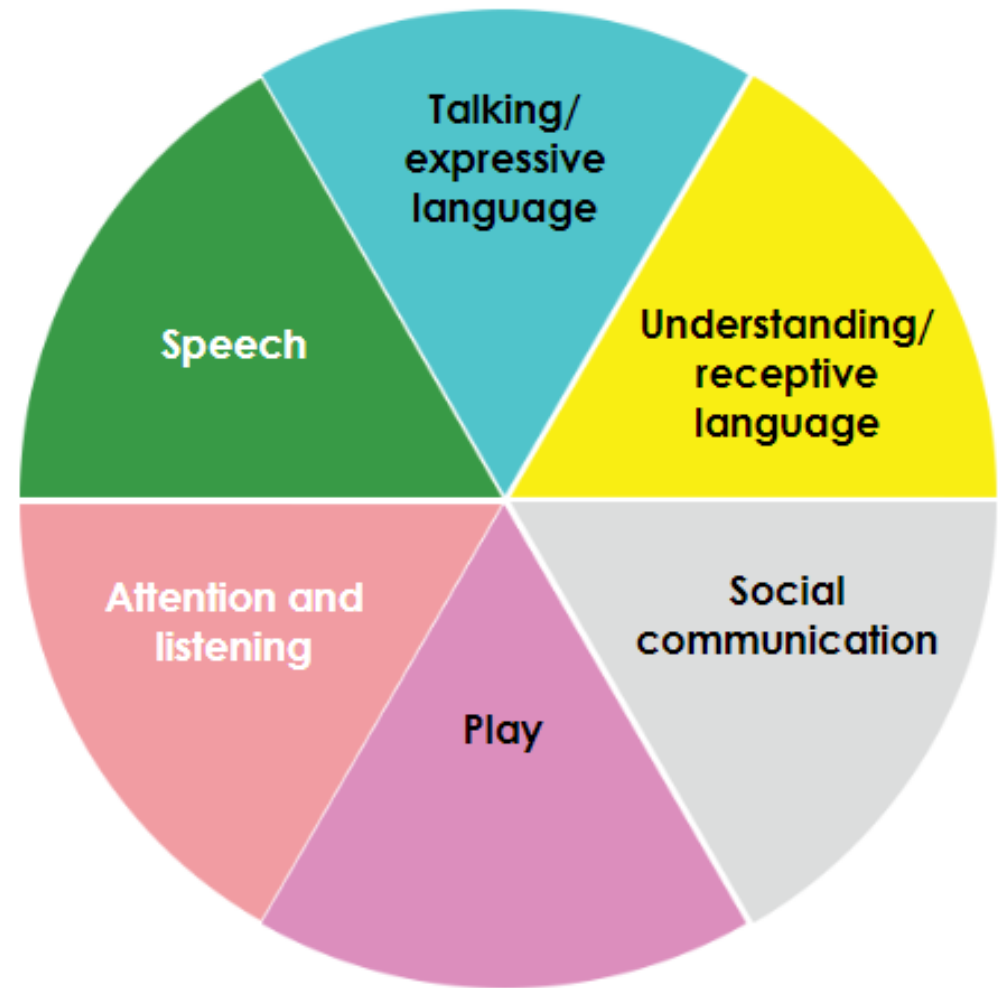 Talking/
expressive
language
Understanding/
receptive
language
Speech
Attention and
listening
Social
communication
Play